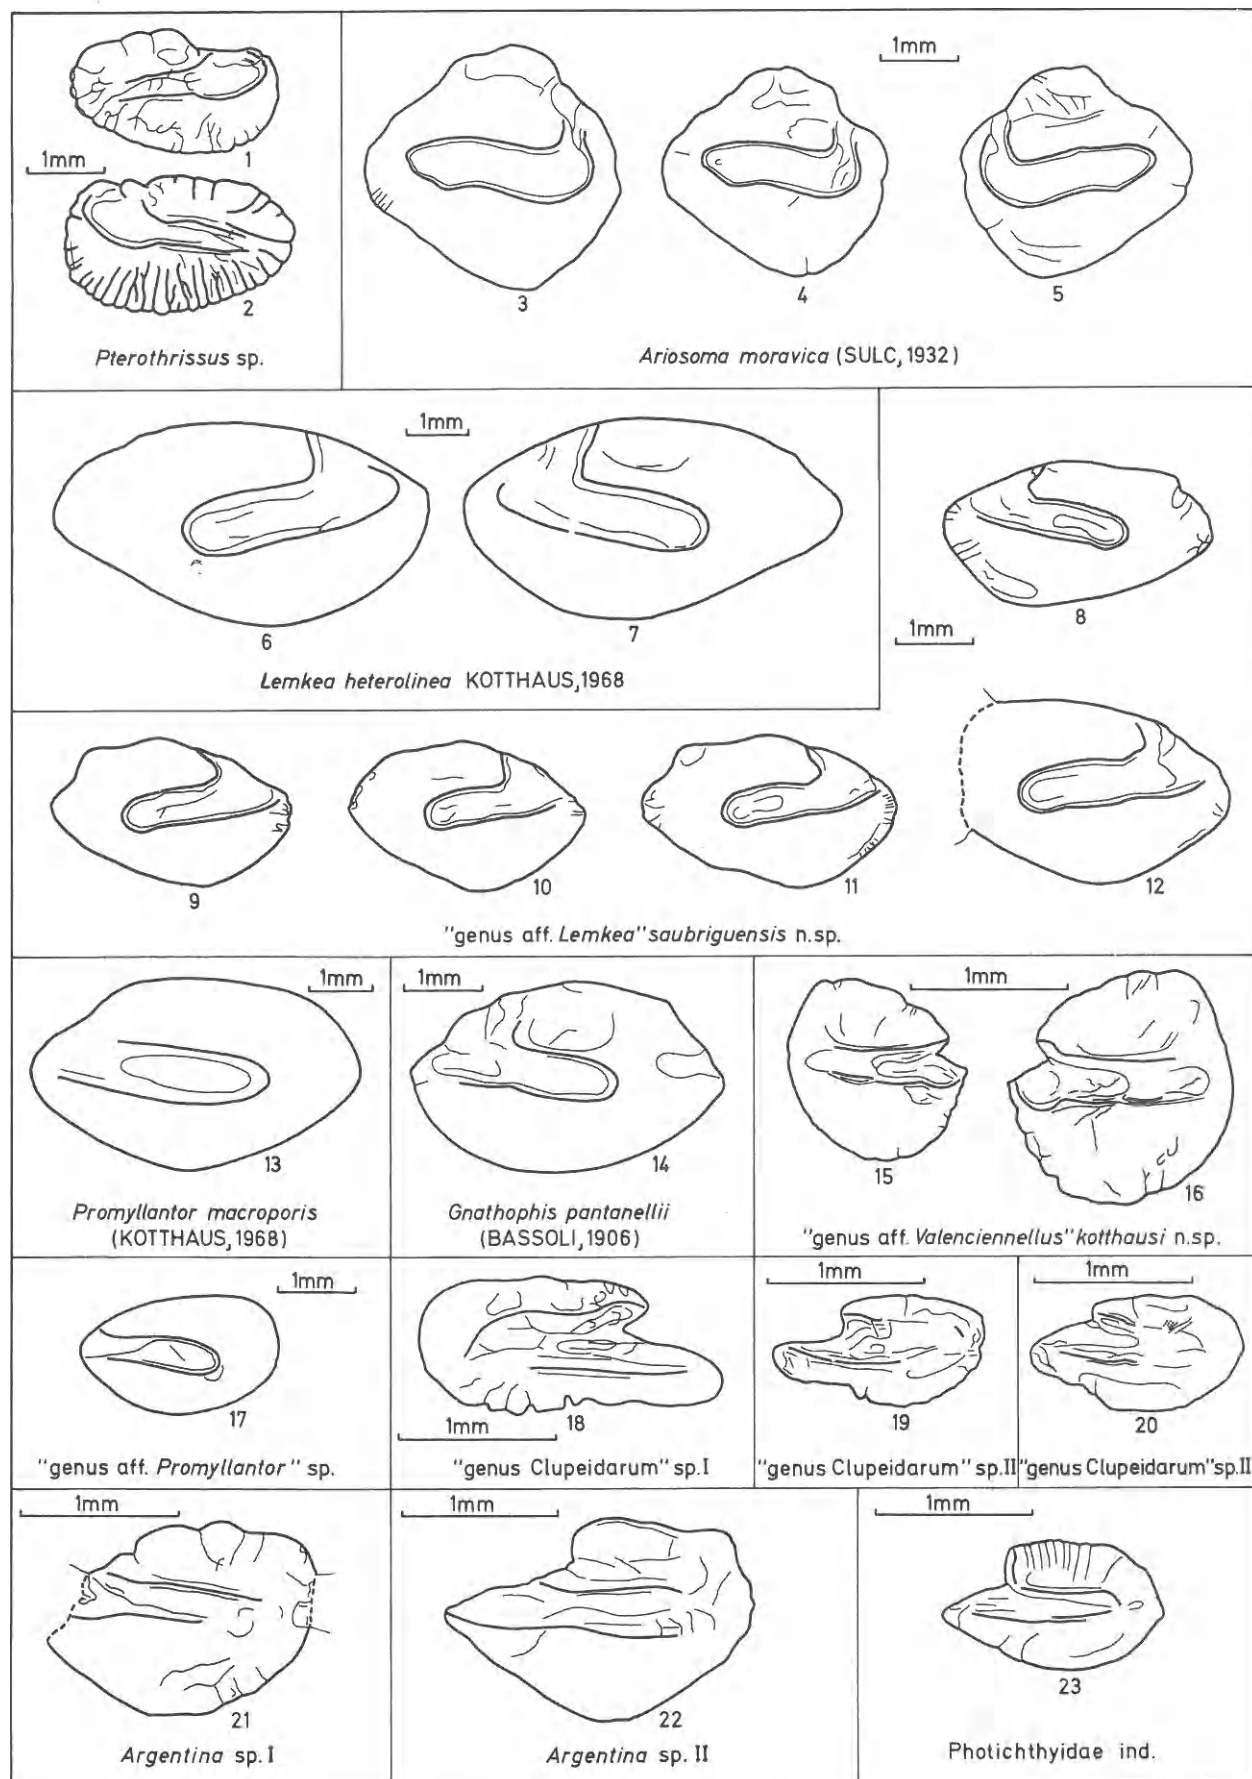 1
1mm
2
Pterothrissus sp.
1mm
3
4
5
Ariosoma moravica (SULC, 1932)
1mm
6
7
Lemkea heterolinea KOTTHAUS, 1968
8
1mm
9
10
11
12
"genus aff. Lemkea" saubriguensis n.sp.
1mm
13
Promyllantor macroporis
(KOTTHAUS, 1968)
1mm
14
Gnathophis pantanellii
(BASSOLI, 1906)
1mm
15
16
"genus aff. Valenciennellus" kotthausi n.sp.
1mm
17
"genus aff. Promyllantor" sp.
18
1mm
"genus Clupeidarum" sp. I
1mm
19
"genus Clupeidarum" sp. II
1mm
20
"genus Clupeidarum" sp. II
1mm
21
Argentina sp. I
1mm
22
Argentina sp. II
1mm
23
Photichthyidae ind.